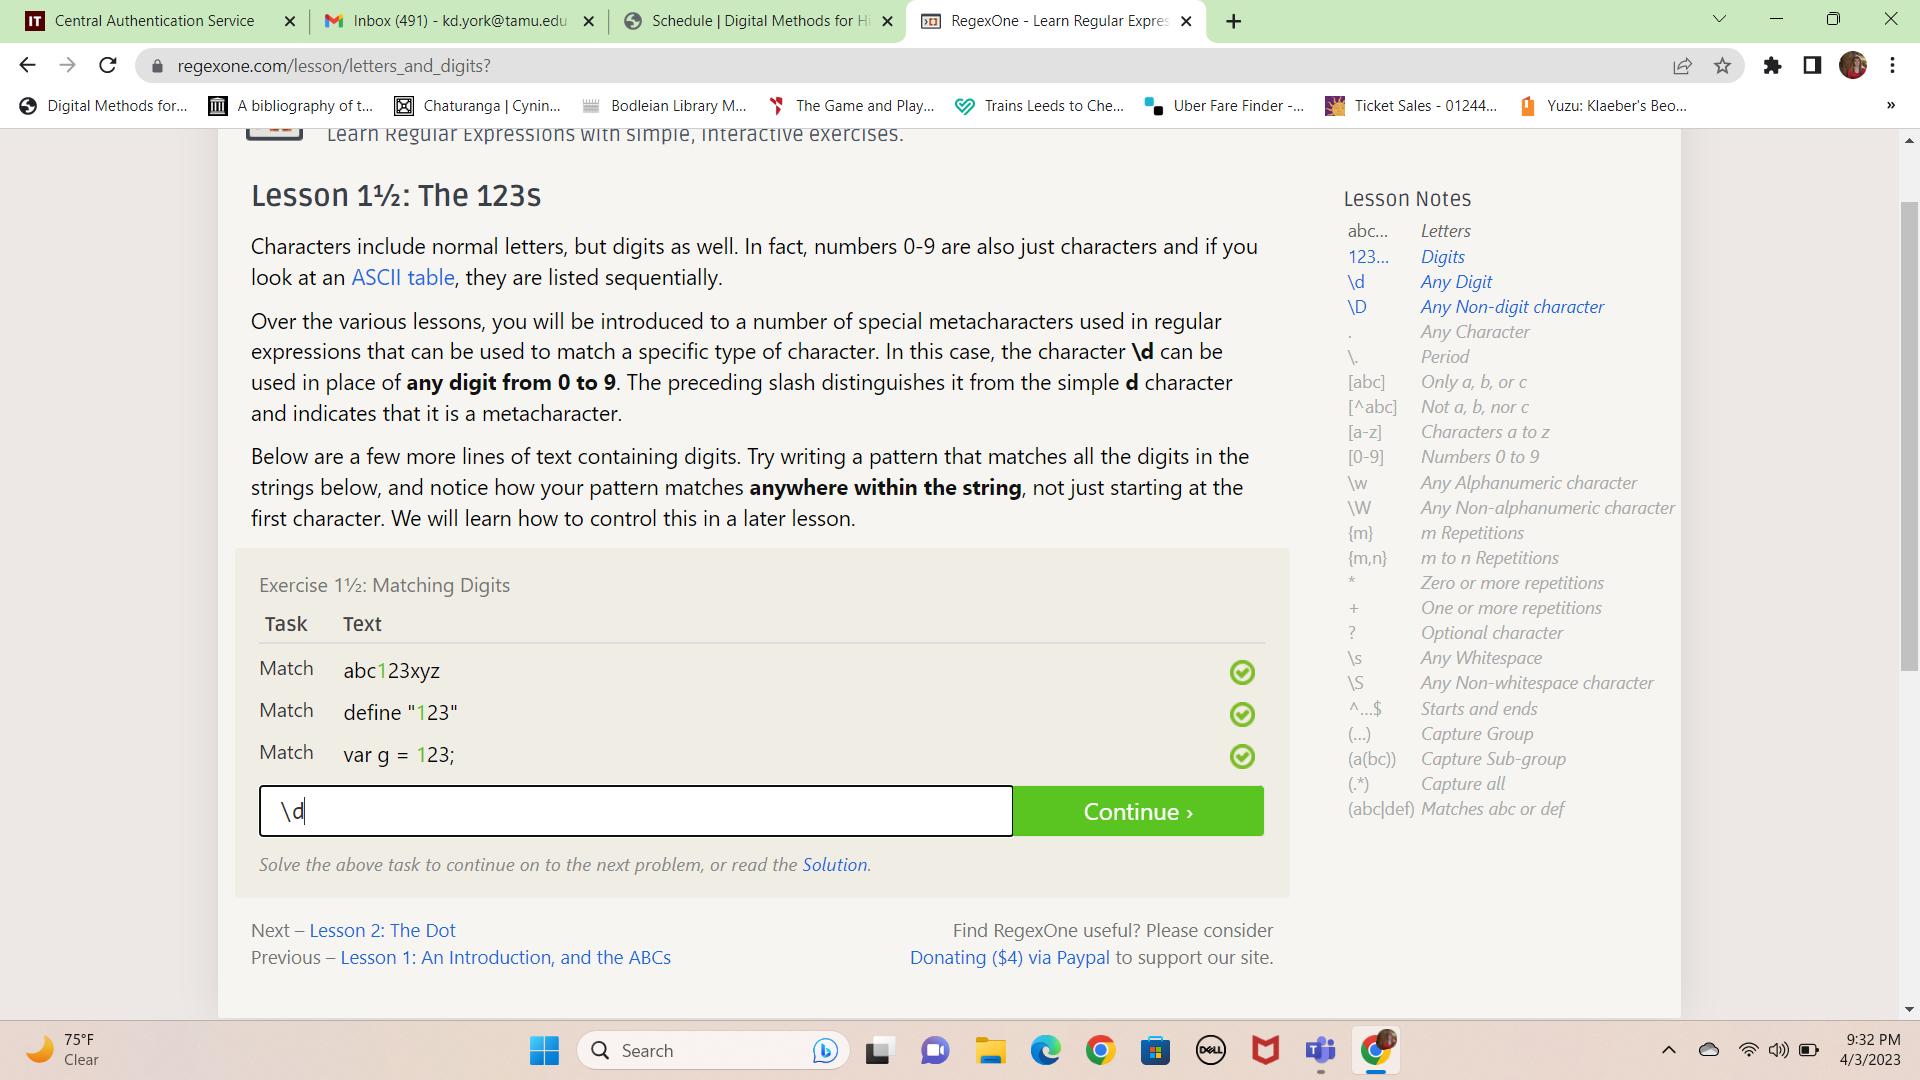 Central Authentication Service
Inbox (491) - kd.york@tamu.edu
Schedule | Digital Methods for Hi
RegexOne - Learn Regular Expres
regexone.com/lesson/letters_and_digits?
Digital Methods for...
A bibliography of t...
Chaturanga | Cynin...
Bodleian Library M...
The Game and Play...
Trains Leeds to Che...
Uber Fare Finder -...
Ticket Sales - 01244...
Yuzu: Klaeber's Beo...
»
Learn Regular Expressions with simple, interactive exercises.
Lesson 1½: The 123s
Characters include normal letters, but digits as well. In fact, numbers 0-9 are also just characters and if you
look at an ASCII table, they are listed sequentially.
Over the various lessons, you will be introduced to a number of special metacharacters used in regular
expressions that can be used to match a specific type of character. In this case, the character \d can be
used in place of any digit from 0 to 9. The preceding slash distinguishes it from the simple d character
and indicates that it is a metacharacter.
Below are a few more lines of text containing digits. Try writing a pattern that matches all the digits in the
strings below, and notice how your pattern matches anywhere within the string, not just starting at the
first character. We will learn how to control this in a later lesson.
Exercise 1½: Matching Digits
Task Text
Match abc123xyz
Match define "123"
Match var g = 123;
\d
Continue ›
Solve the above task to continue on to the next problem, or read the Solution.
Next – Lesson 2: The Dot
Previous – Lesson 1: An Introduction, and the ABCs
Find RegexOne useful? Please consider
Donating ($4) via Paypal to support our site.
Lesson Notes
abc... Letters
123... Digits
\d Any Digit
\D Any Non-digit character
. Any Character
\. Period
[abc] Only a, b, or c
[^abc] Not a, b, nor c
[a-z] Characters a to z
[0-9] Numbers 0 to 9
\w Any Alphanumeric character
\W Any Non-alphanumeric character
{m} m Repetitions
{m,n} m to n Repetitions
* Zero or more repetitions
+ One or more repetitions
? Optional character
\s Any Whitespace
\S Any Non-whitespace character
^...$ Starts and ends
(...) Capture Group
(a(bc)) Capture Sub-group
(.*) Capture all
(abc|def) Matches abc or def
75°F
Clear
Search
DELL
9:32 PM
4/3/2023